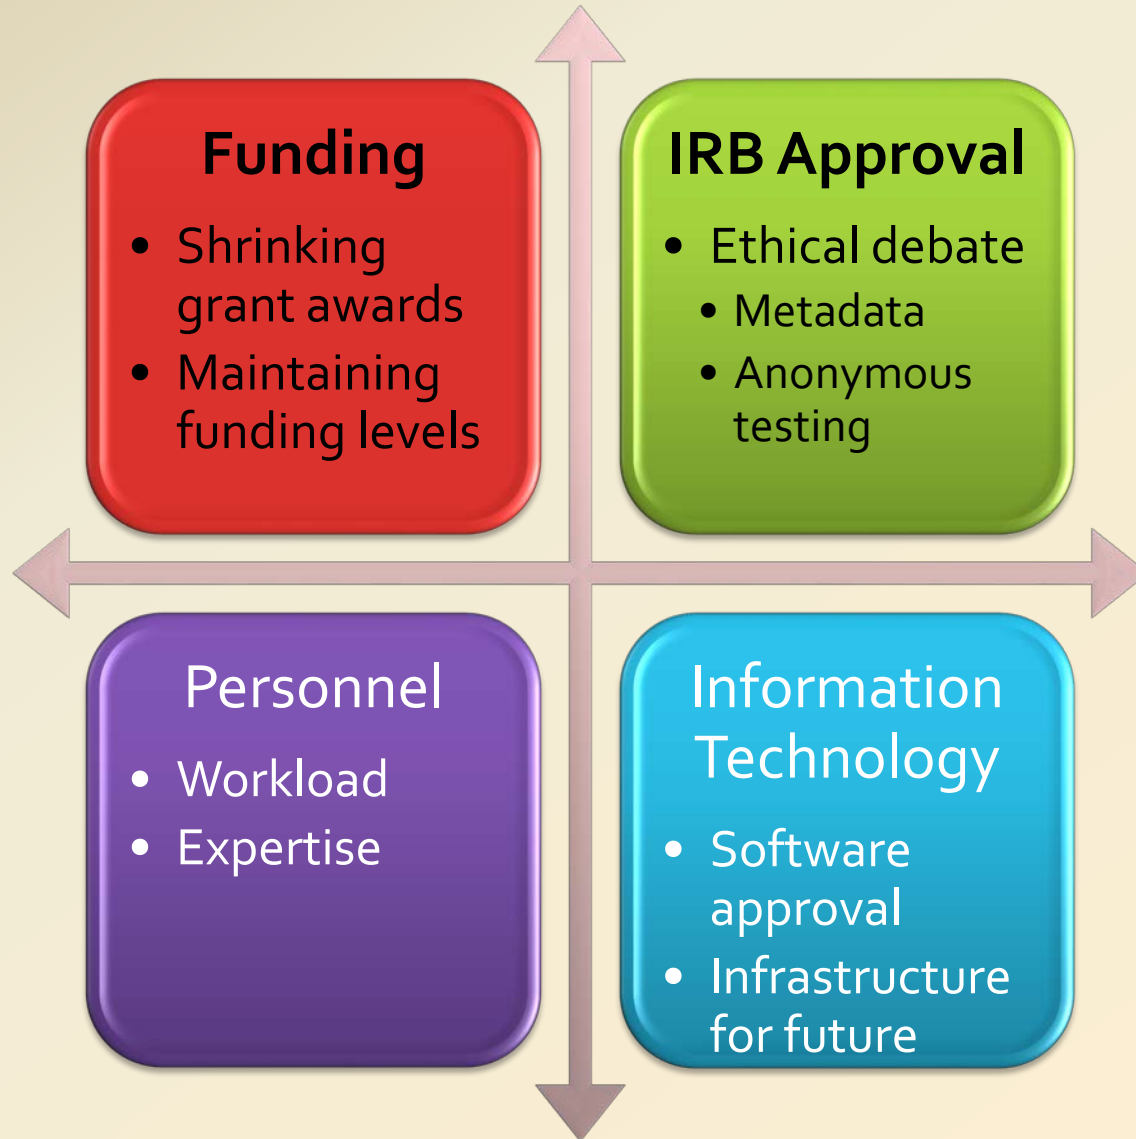 Funding
• Shrinking
grant awards
• Maintaining
funding levels
IRB Approval
• Ethical debate
• Metadata
• Anonymous
testing
Personnel
• Workload
• Expertise
Information
Technology
• Software
approval
• Infrastructure
for future